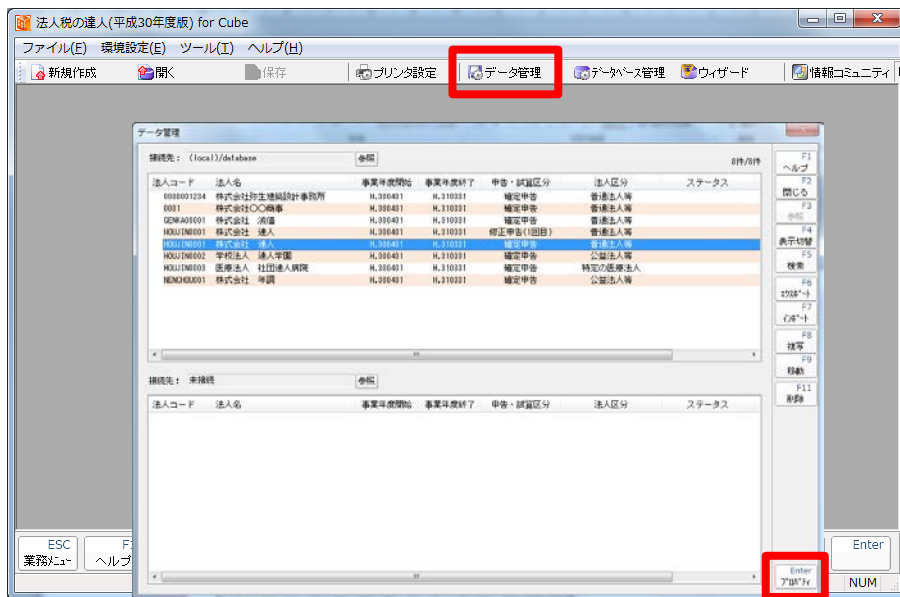 法人税の達人(平成30年度版) for Cube
ファイル(F) 環境設定(E) ツール(T) ヘルプ(H)
新規作成 開く 保存 プリンタ設定 データ管理 データベース管理 ウィザード 情報コミュニティ
データ管理
接続先： (local)/database 参照 8件/8件
法人コード 法人名 事業年度開始 事業年度終了 申告・試算区分 法人区分 ステータス
0000001234 株式会社弥生建築設計事務所 H.300401 H.310331 確定申告 普通法人等
0001 株式会社〇〇商事 H.300401 H.310331 確定申告 普通法人等
GENKA00001 株式会社 H.300401 H.310331 確定申告 普通法人等
HOUJIN0001 株式会社 達人 H.300401 H.310331 修正申告(1回目) 普通法人等
HOUJIN0001 株式会社 達人 H.300401 H.310331 確定申告 普通法人等
HOUJIN0002 学校法人 達人学園 H.300401 H.310331 確定申告 公益法人等
HOUJIN0003 医療法人 社団達人病院 H.300401 H.310331 確定申告 特定の医療法人
NENCHOU001 株式会社 年調 H.300401 H.310331 確定申告 公益法人等
接続先： 未接続 参照
法人コード 法人名 事業年度開始 事業年度終了 申告・試算区分 法人区分 ステータス
F1
ヘルプ
F2
閉じる
F3
参照
F4
表示切替
F5
検索
F6
エクスポート
F7
インポート
F8
複写
F9
移動
F11
削除
Enter
プロパティ
ESC
業務メニュー
ヘルプ
Enter
NUM